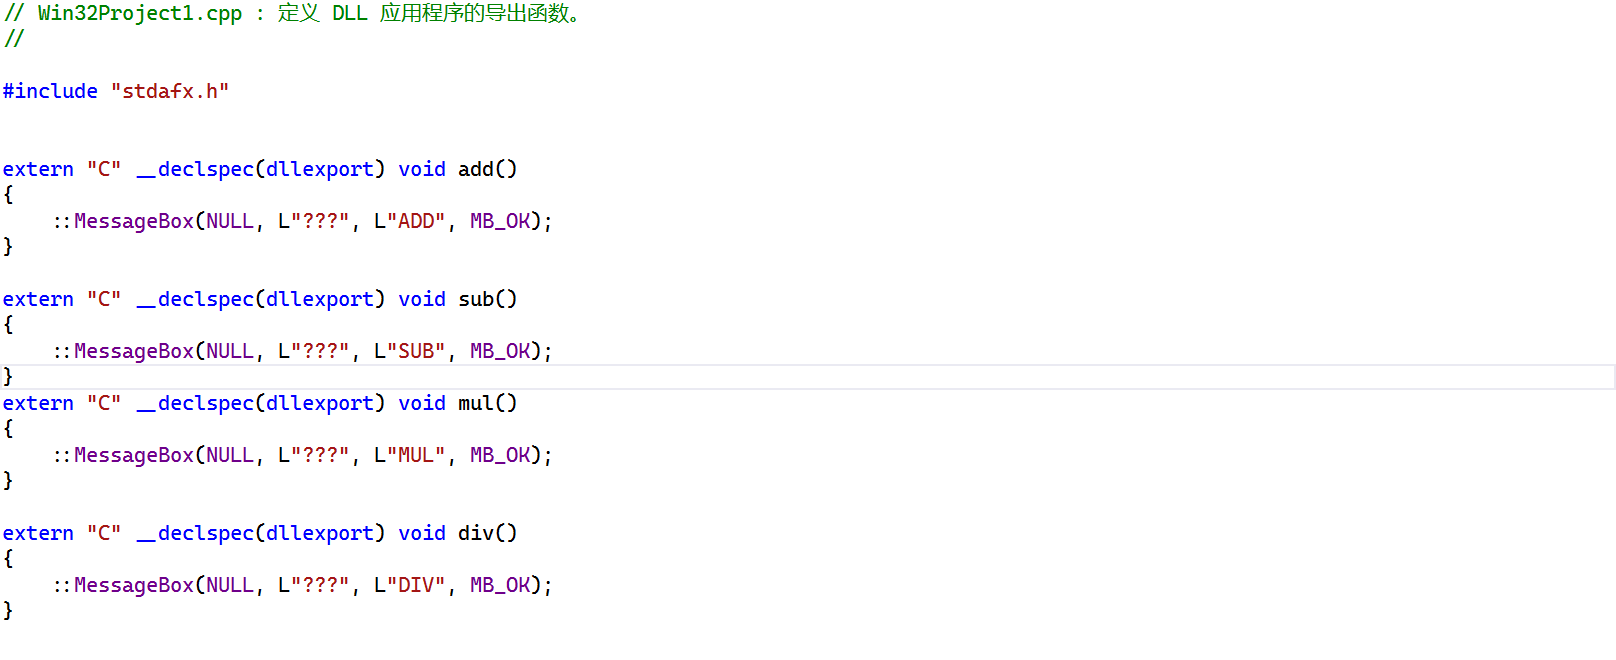 // Win32Project1.cpp : 定义 DLL 应用程序的导出函数。
//
#include "stdafx.h"
extern "C" __declspec(dllexport) void add()
{
::MessageBox(NULL, L"???", L"ADD", MB_OK);
}
extern "C" __declspec(dllexport) void sub()
{
::MessageBox(NULL, L"???", L"SUB", MB_OK);
}
extern "C" __declspec(dllexport) void mul()
{
::MessageBox(NULL, L"???", L"MUL", MB_OK);
}
extern "C" __declspec(dllexport) void div()
{
::MessageBox(NULL, L"???", L"DIV", MB_OK);
}